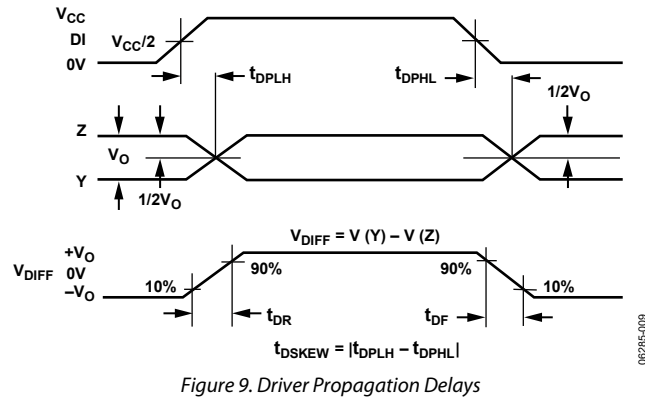 VCC
DI
0V
VCC/2
tDPLH
tDPHL
1/2VO
Z
VO
Y
1/2VO
VDIFF = V (Y) – V (Z)
+VO
VDIFF 0V
–VO
10%
90%
90%
10%
tDR
tDF
tDSKEW = |tDPLH – tDPHL|
06285-009
Figure 9. Driver Propagation Delays